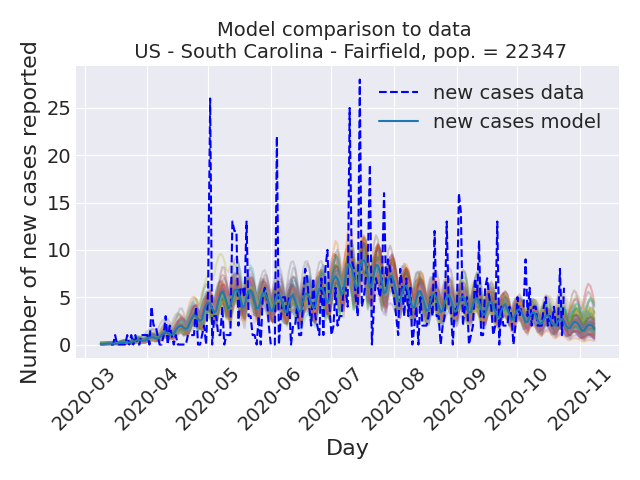 Model comparison to data
US - South Carolina - Fairfield, pop. = 22347
Number of new cases reported
25
20
15
10
5
0
new cases data
new cases model
2020-03
2020-04
2020-05
2020-06
2020-07
2020-08
2020-09
2020-10
2020-11
Day